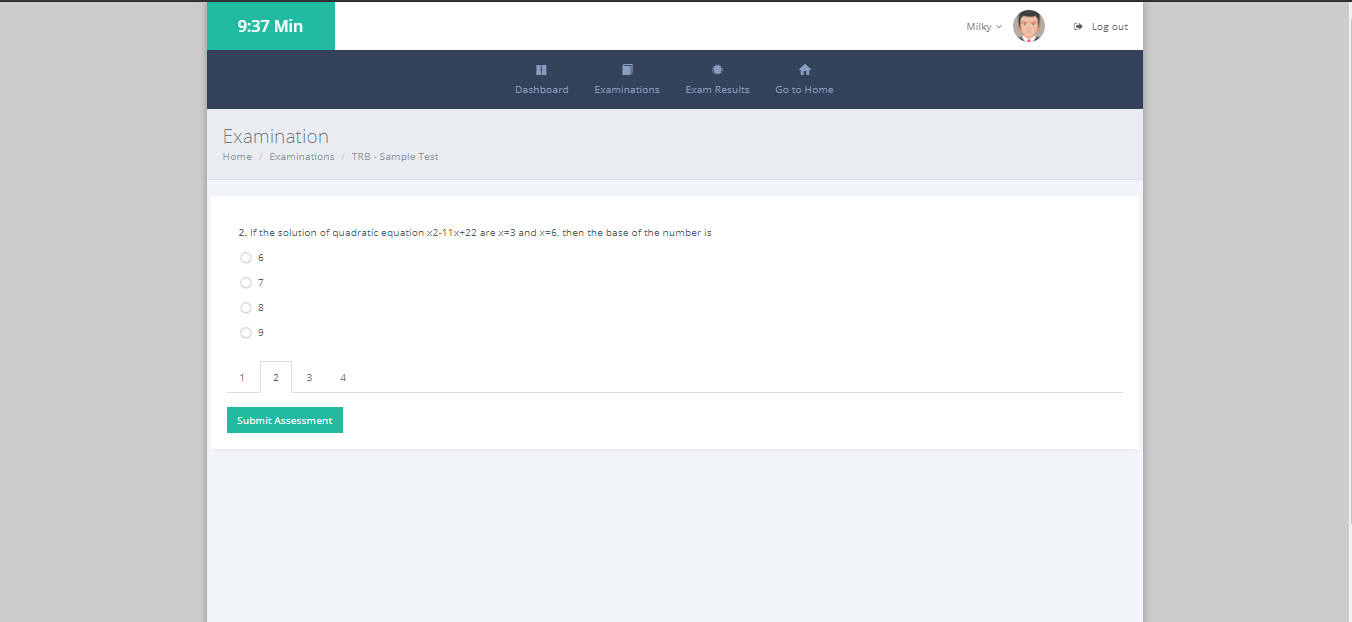 9:37 Min
Milky
Log out
Dashboard
Examinations
Exam Results
Go to Home
Examination
Home / Examinations / TRB - Sample Test
2. If the solution of quadratic equation x2-11x+22 are x=3 and x=6, then the base of the number is
6
7
8
9
1 2 3 4
Submit Assessment